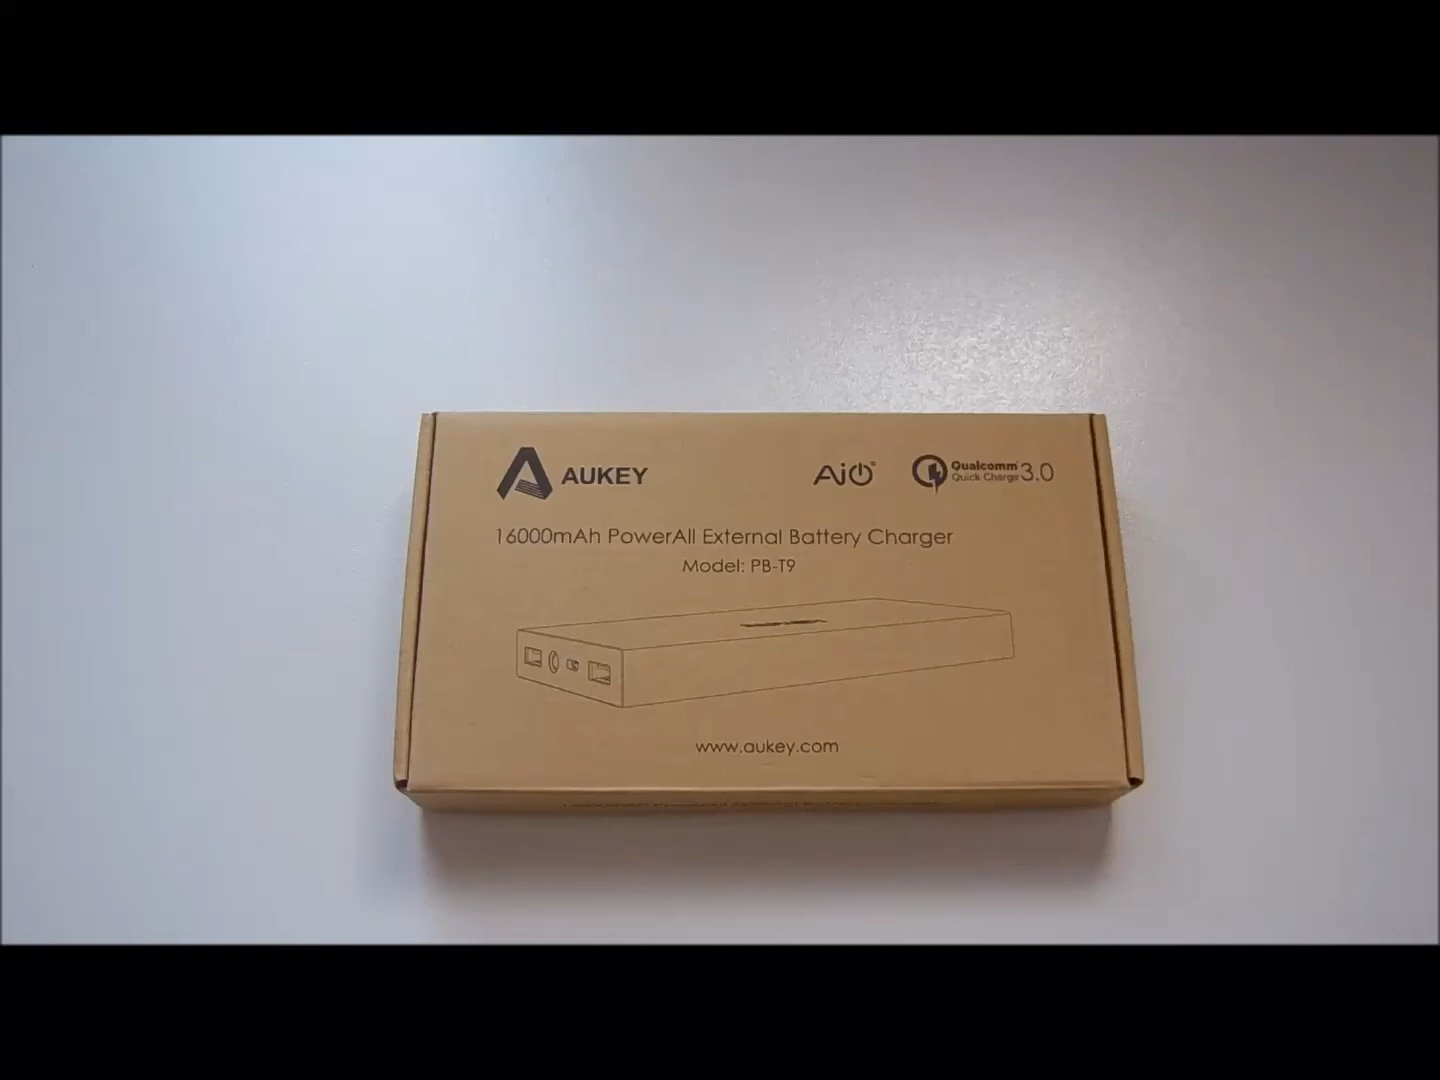 AUKEY
AiO
Qualcomm
Quick Charge 3.0
16000mAh PowerAll External Battery Charger
Model: PB-T9
www.aukey.com